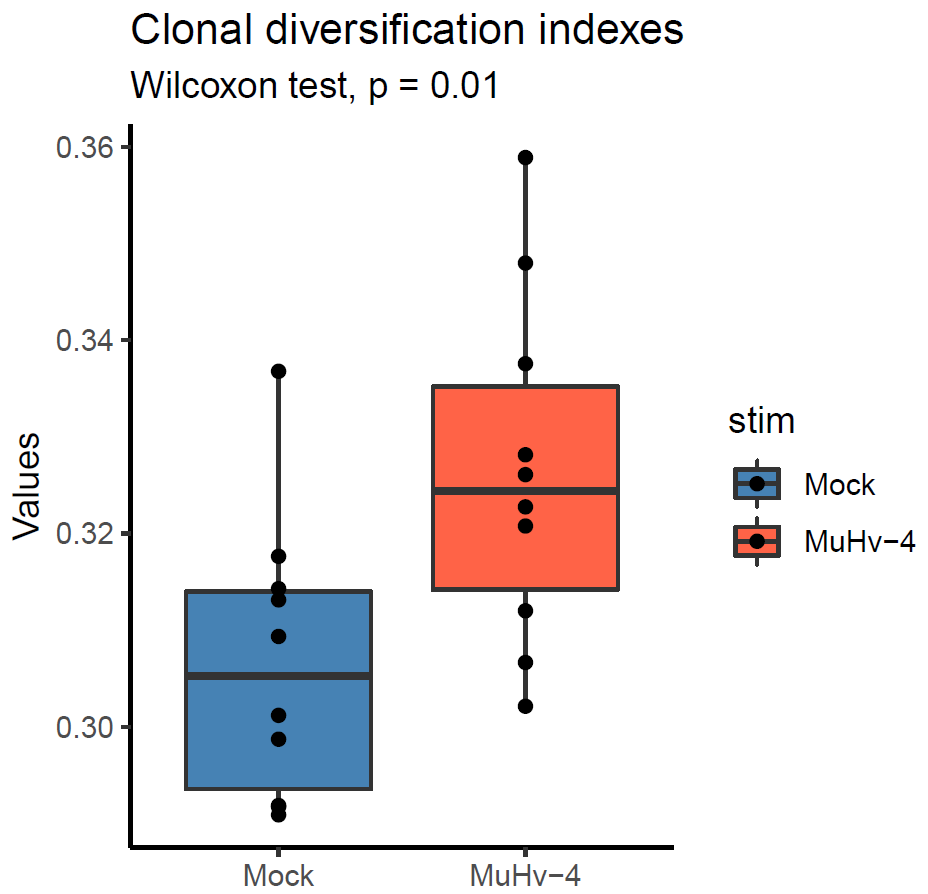 Clonal diversification indexes
Wilcoxon test, p = 0.01
0.36
0.34
0.32
0.30
Values
Mock
MuHv−4
stim
Mock
MuHv−4